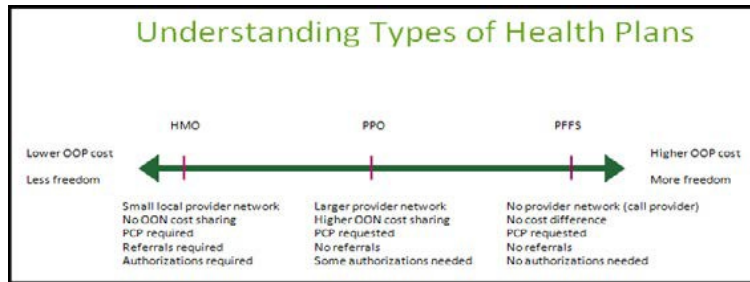 Understanding Types of Health Plans
HMO
PPO
PFFS
Lower OOP cost
Less freedom
Higher OOP cost
More freedom
Small local provider network
No OON cost sharing
PCP required
Referrals required
Authorizations required
Larger provider network
Higher OON cost sharing
PCP requested
No referrals
Some authorizations needed
No provider network (call provider)
No cost difference
PCP requested
No referrals
No authorizations needed